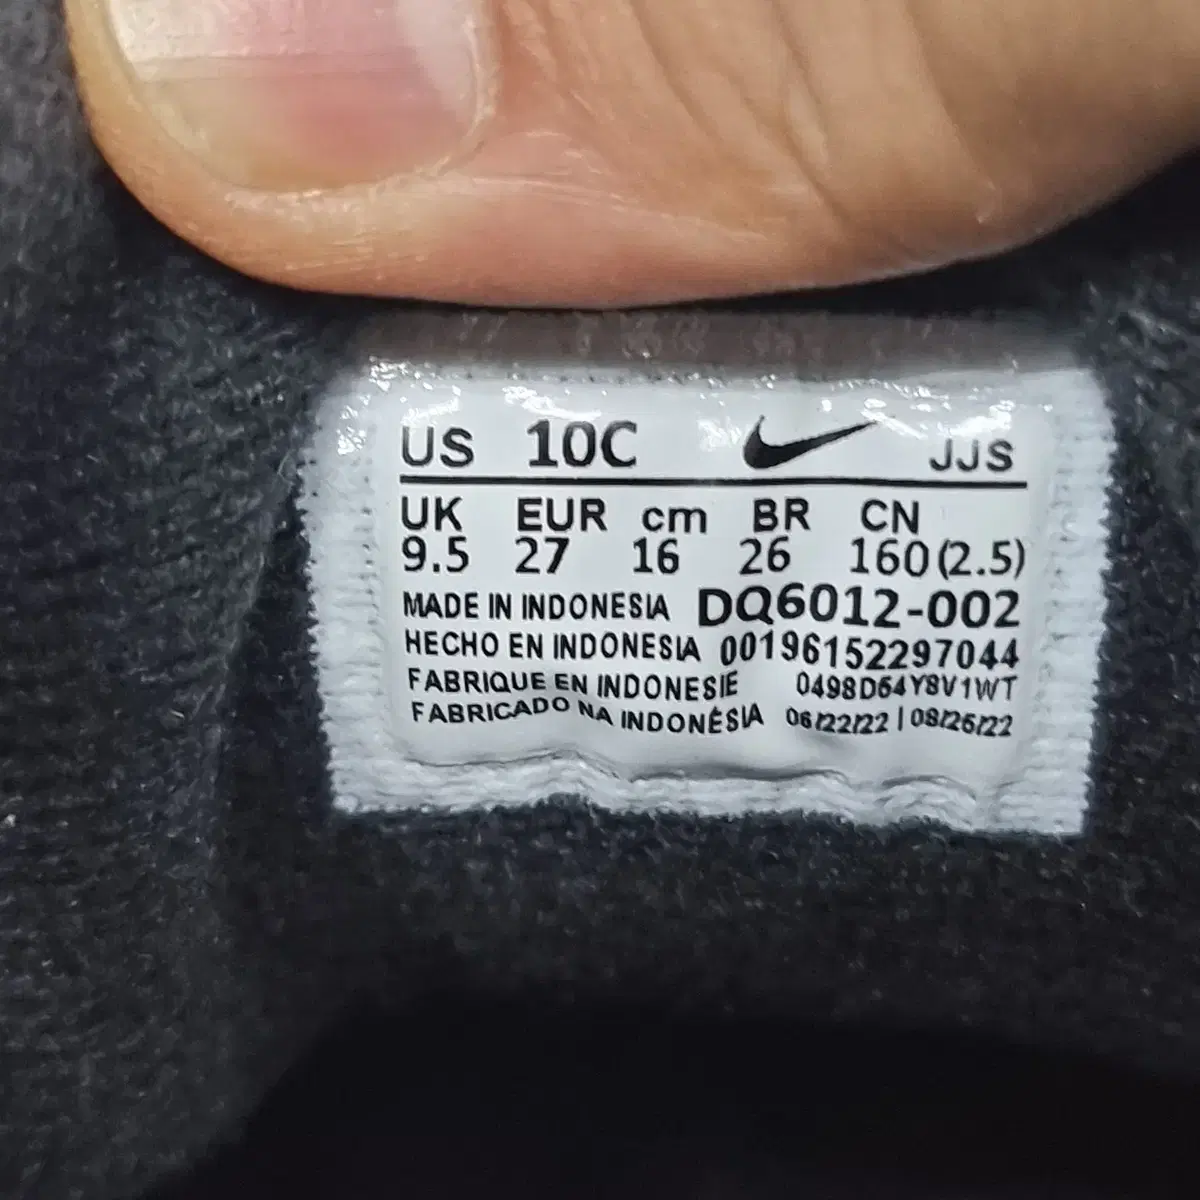 US 10C JJS
UK EUR cm BR CN
9.5 27 16 26 160(2.5)
MADE IN INDONESIA DQ6012-002
HECHO EN INDONESIA 00196152297044
FABRIQUE EN INDONESIE 0498D64Y8V1WT
FABRICADO NA INDONÉSIA 06/22/22 | 08/26/22